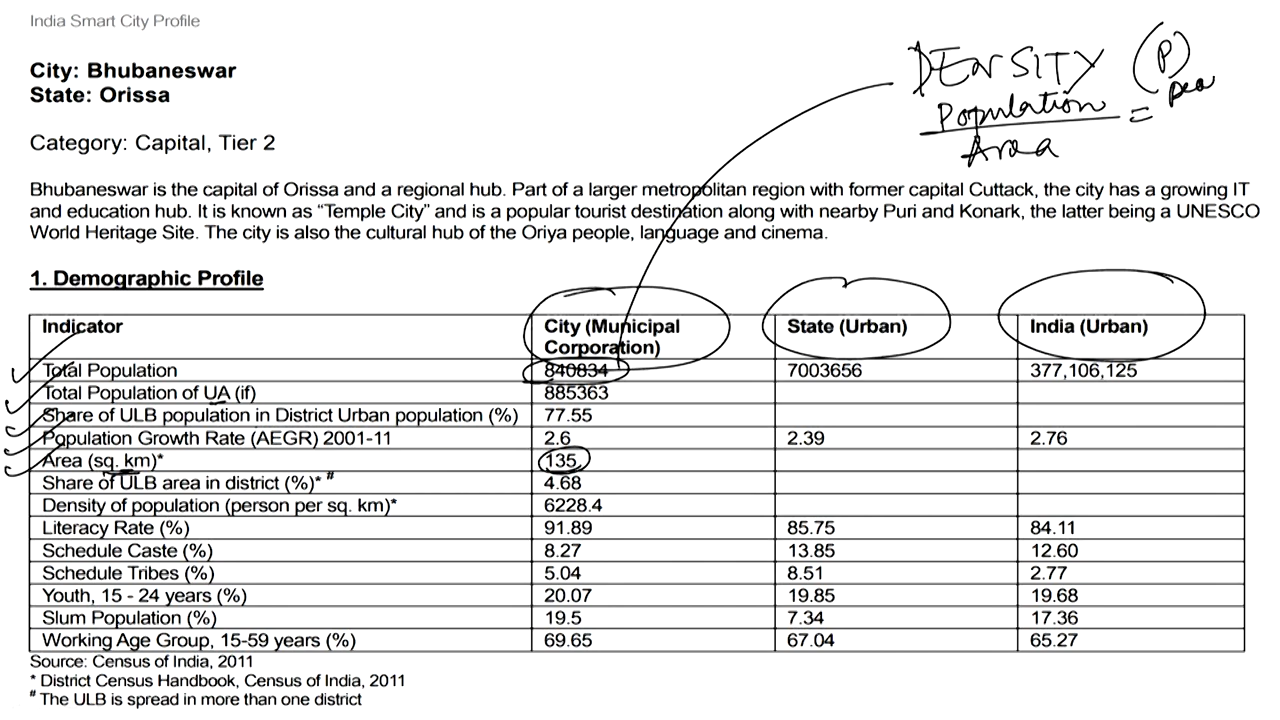 India Smart City Profile
City: Bhubaneswar
State: Orissa
Category: Capital, Tier 2
DENSITY (P)
Population
Area
=
Bhubaneswar is the capital of Orissa and a regional hub. Part of a larger metropolitan region with former capital Cuttack, the city has a growing IT
and education hub. It is known as “Temple City” and is a popular tourist destination along with nearby Puri and Konark, the latter being a UNESCO
World Heritage Site. The city is also the cultural hub of the Oriya people, language and cinema.
1. Demographic Profile
Indicator City (Municipal Corporation) State (Urban) India (Urban)
Total Population 840834 7003656 377,106,125
Total Population of UA (if) 885363
Share of ULB population in District Urban population (%) 77.55
Population Growth Rate (AEGR) 2001-11 2.6 2.39 2.76
Area (sq. km)* 135
Share of ULB area in district (%)* # 4.68
Density of population (person per sq. km)* 6228.4
Literacy Rate (%) 91.89 85.75 84.11
Schedule Caste (%) 8.27 13.85 12.60
Schedule Tribes (%) 5.04 8.51 2.77
Youth, 15 - 24 years (%) 20.07 19.85 19.68
Slum Population (%) 19.5 7.34 17.36
Working Age Group, 15-59 years (%) 69.65 67.04 65.27
Source: Census of India, 2011
* District Census Handbook, Census of India, 2011
# The ULB is spread in more than one district